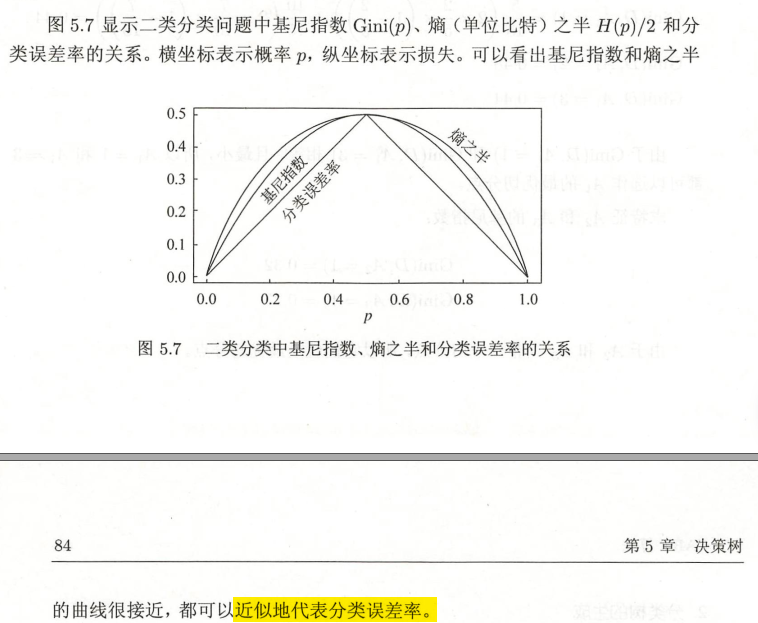 图 5.7 显示二类分类问题中基尼指数 Gini(p)、熵（单位比特）之半 H(p)/2 和分
类误差率的关系。横坐标表示概率 p，纵坐标表示损失。可以看出基尼指数和熵之半
0.5
0.4
0.3
0.2
0.1
0.0
基尼指数
分类误差率
熵之半
0.0 0.2 0.4 0.6 0.8 1.0
p
图 5.7 二类分类中基尼指数、熵之半和分类误差率的关系
84 第 5 章 决策树
的曲线很接近，都可以近似地代表分类误差率。